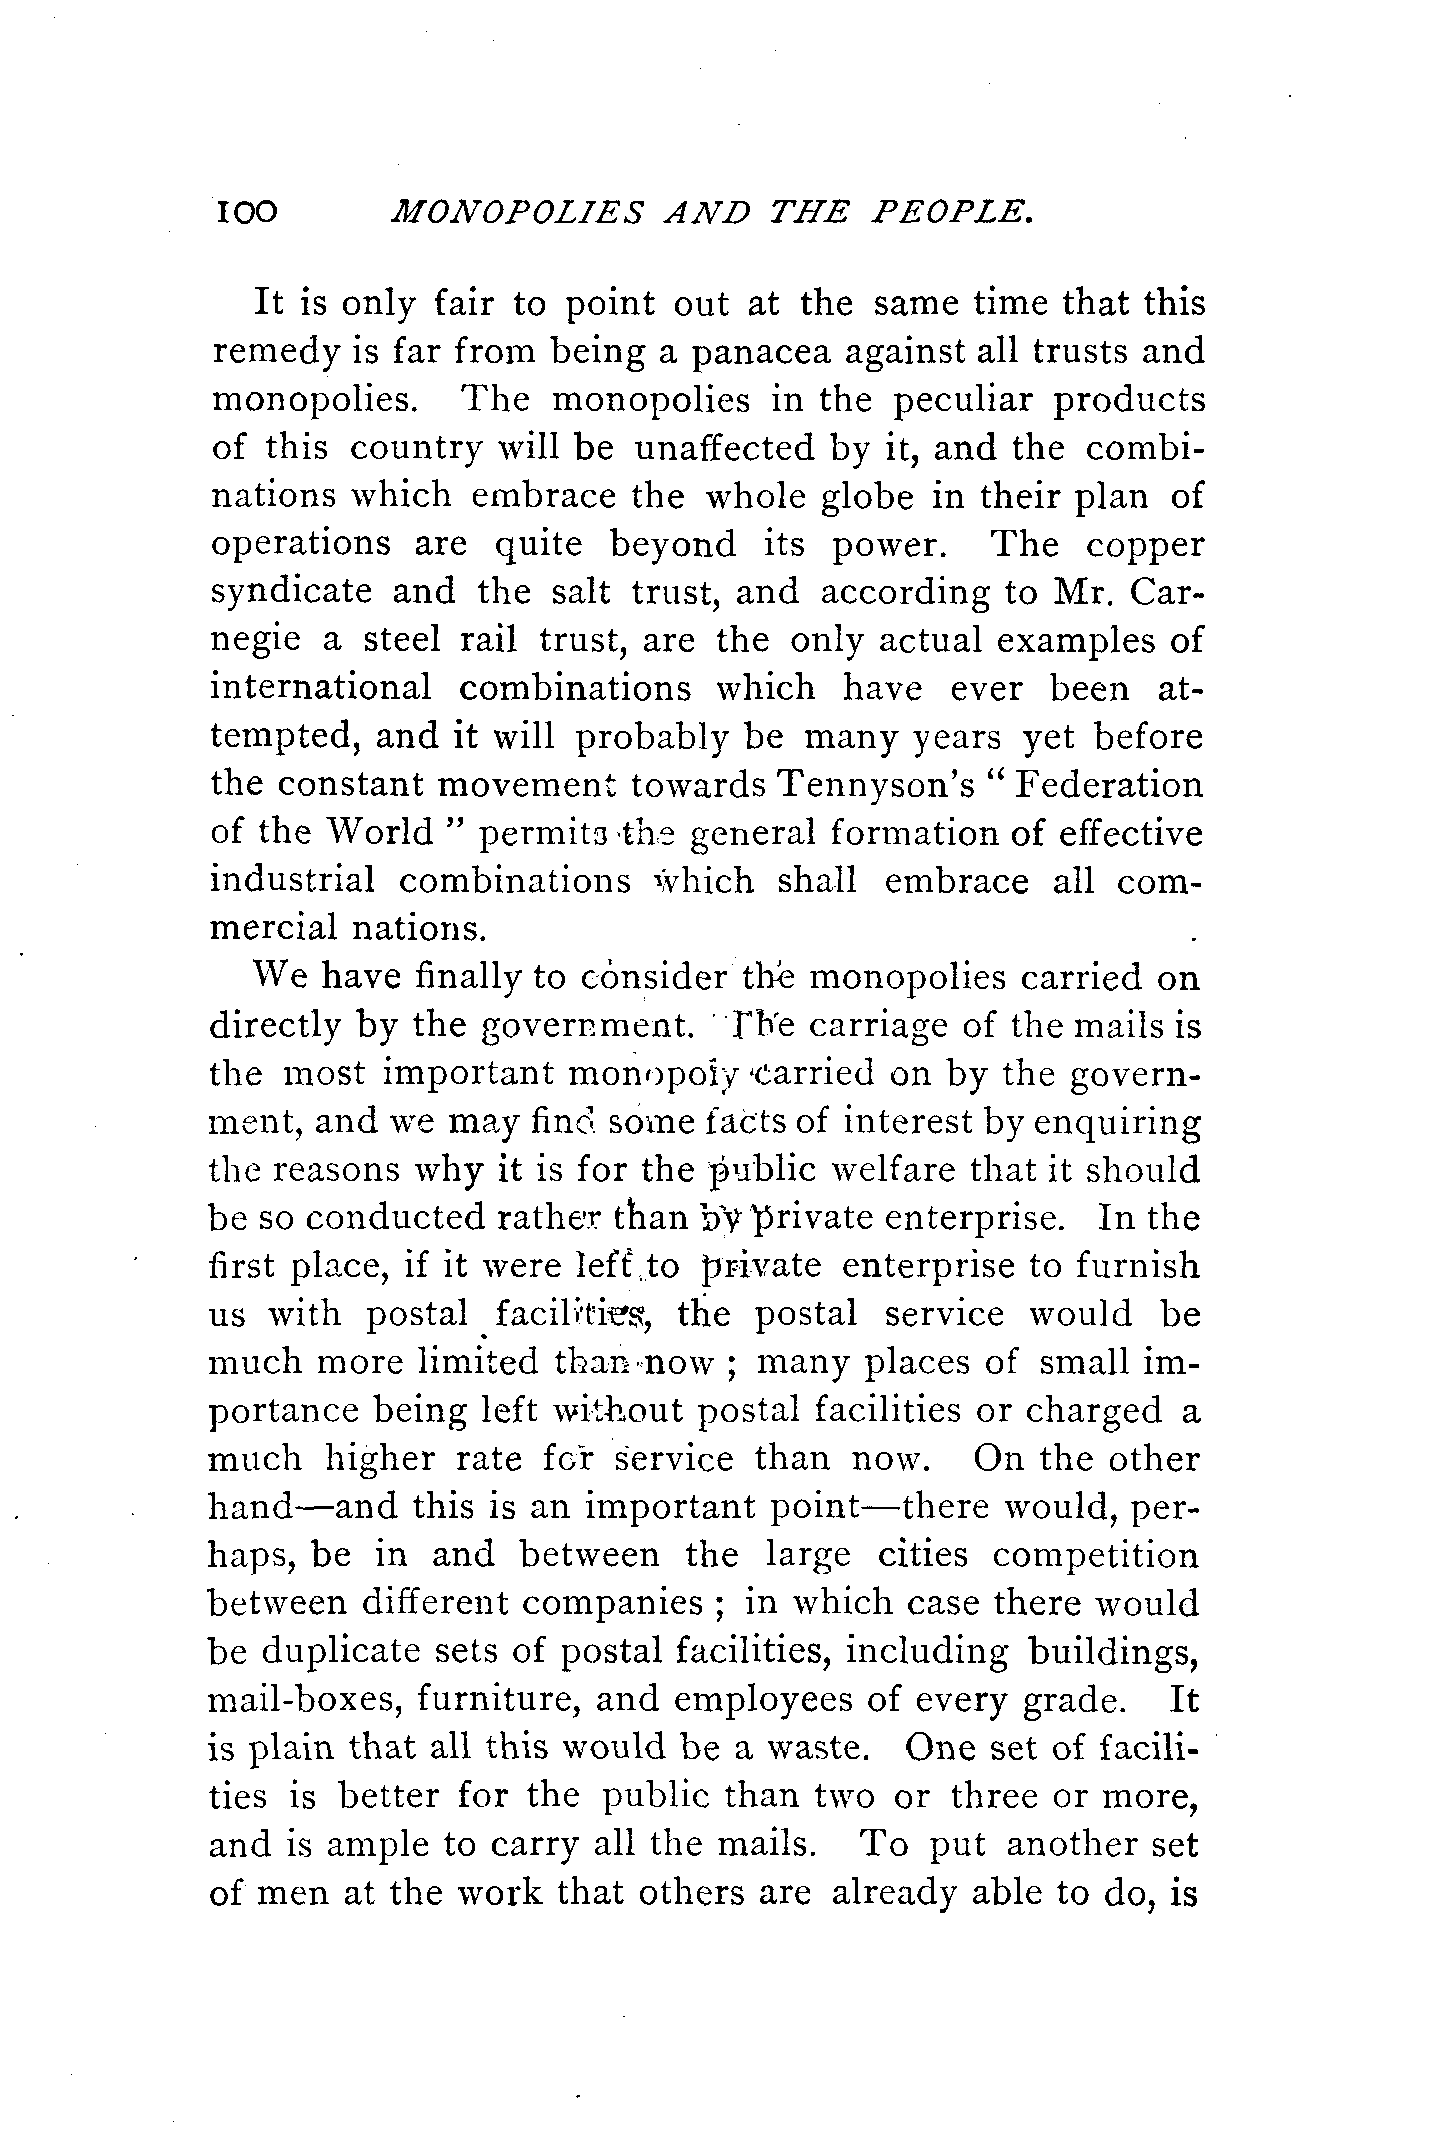 100 MONOPOLIES AND THE PEOPLE.
It is only fair to point out at the same time that this
remedy is far from being a panacea against all trusts and
monopolies. The monopolies in the peculiar products
of this country will be unaffected by it, and the combi-
nations which embrace the whole globe in their plan of
operations are quite beyond its power. The copper
syndicate and the salt trust, and according to Mr. Car-
negie a steel rail trust, are the only actual examples of
international combinations which have ever been at-
tempted, and it will probably be many years yet before
the constant movement towards Tennyson's “ Federation
of the World ” permits the general formation of effective
industrial combinations which shall embrace all com-
mercial nations.
We have finally to consider the monopolies carried on
directly by the government. The carriage of the mails is
the most important monopoly carried on by the govern-
ment, and we may find some facts of interest by enquiring
the reasons why it is for the public welfare that it should
be so conducted rather than by private enterprise. In the
first place, if it were left to private enterprise to furnish
us with postal facilities, the postal service would be
much more limited than now ; many places of small im-
portance being left without postal facilities or charged a
much higher rate for service than now. On the other
hand—and this is an important point—there would, per-
haps, be in and between the large cities competition
between different companies ; in which case there would
be duplicate sets of postal facilities, including buildings,
mail-boxes, furniture, and employees of every grade. It
is plain that all this would be a waste. One set of facili-
ties is better for the public than two or three or more,
and is ample to carry all the mails. To put another set
of men at the work that others are already able to do, is